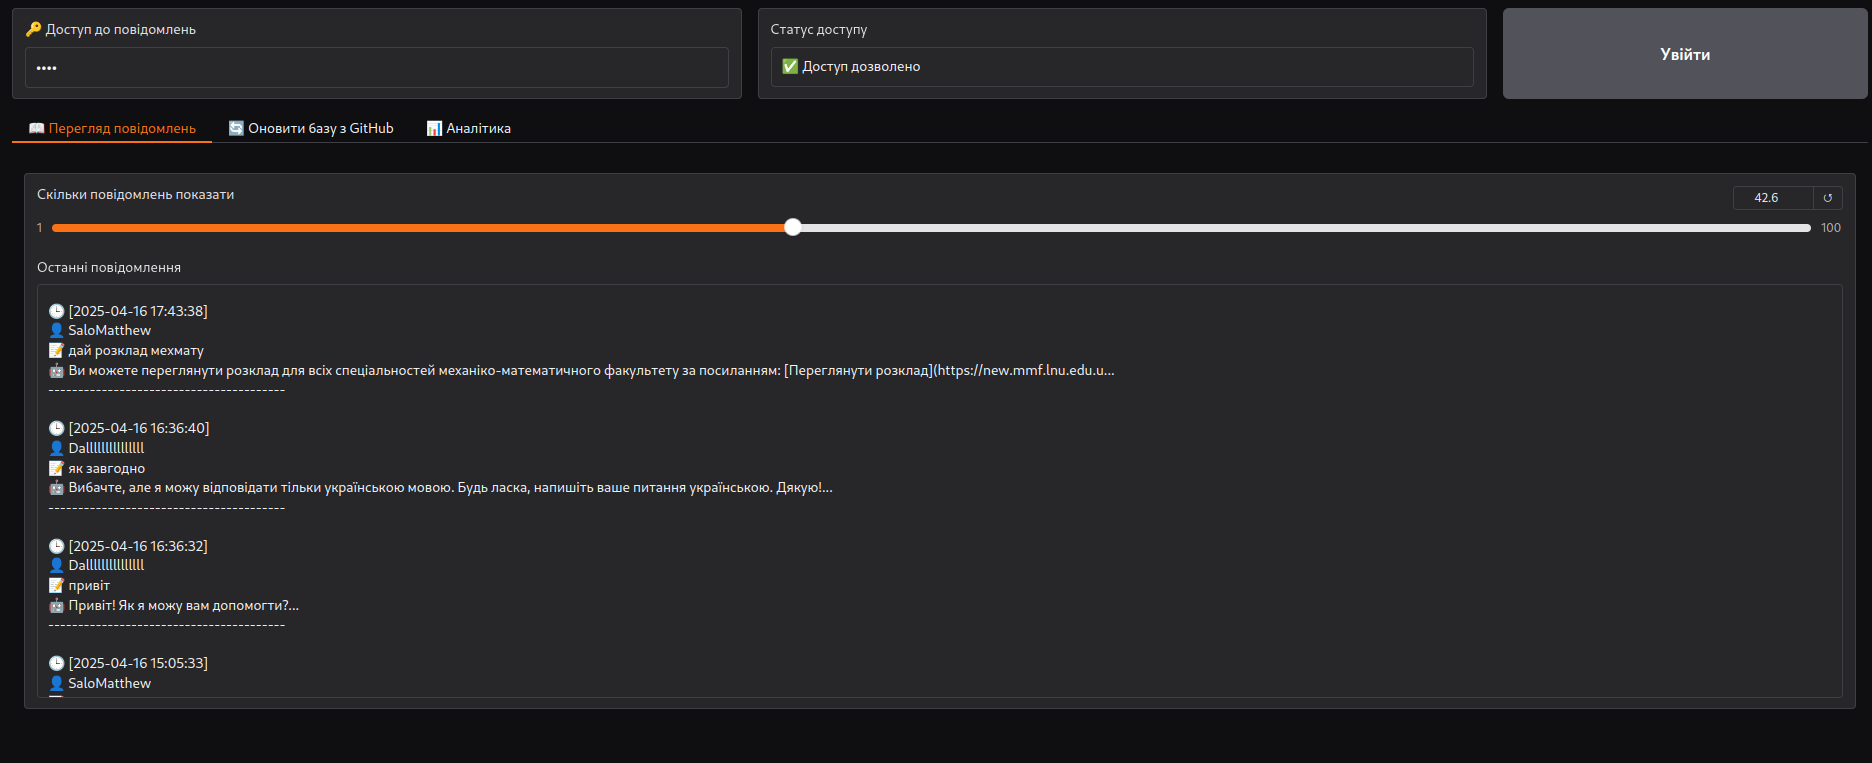 🔑 Доступ до повідомлень
••••
Статус доступу
✅ Доступ дозволено
Увійти
📖 Перегляд повідомлень
🔄 Оновити базу з GitHub
📊 Аналітика
Скільки повідомлень показати
42.6
↺
1
100
Останні повідомлення
🕒 [2025-04-16 17:43:38]
👤 SaloMatthew
📝 дай розклад мехмату
🤖 Ви можете переглянути розклад для всіх спеціальностей механіко-математичного факультету за посиланням: [Переглянути розклад](https://new.mmf.lnu.edu.u...
----------------------------------------
🕒 [2025-04-16 16:36:40]
👤 Dalllllllllllllll
📝 як завгодно
🤖 Вибачте, але я можу відповідати тільки українською мовою. Будь ласка, напишіть ваше питання українською. Дякую!...
----------------------------------------
🕒 [2025-04-16 16:36:32]
👤 Dalllllllllllllll
📝 привіт
🤖 Привіт! Як я можу вам допомогти?...
----------------------------------------
🕒 [2025-04-16 15:05:33]
👤 SaloMatthew